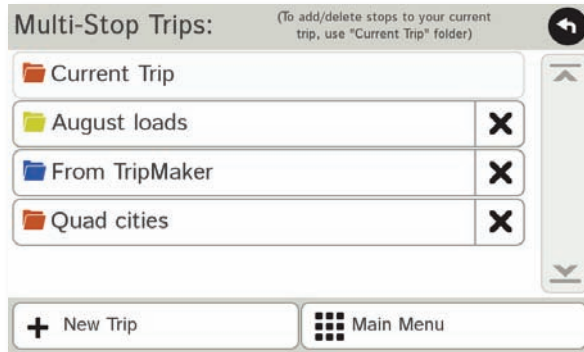 Multi-Stop Trips:
(To add/delete stops to your current
trip, use "Current Trip" folder)
Current Trip
August loads
From TripMaker
Quad cities
New Trip
Main Menu